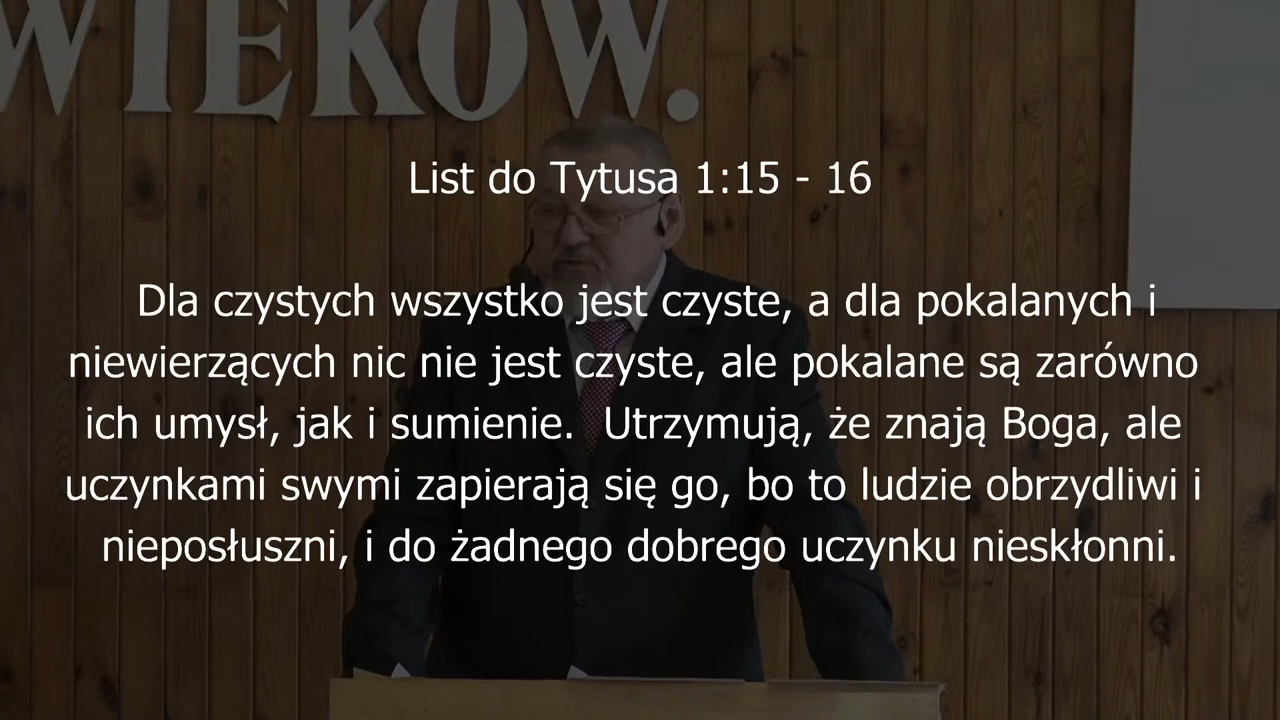 WIEKÓW.
List do Tytusa 1:15 - 16
Dla czystych wszystko jest czyste, a dla pokalanych i
niewierzących nic nie jest czyste, ale pokalane są zarówno
ich umysł, jak i sumienie.  Utrzymują, że znają Boga, ale
uczynkami swymi zapierają się go, bo to ludzie obrzydliwi i
nieposłuszni, i do żadnego dobrego uczynku nieskłonni.